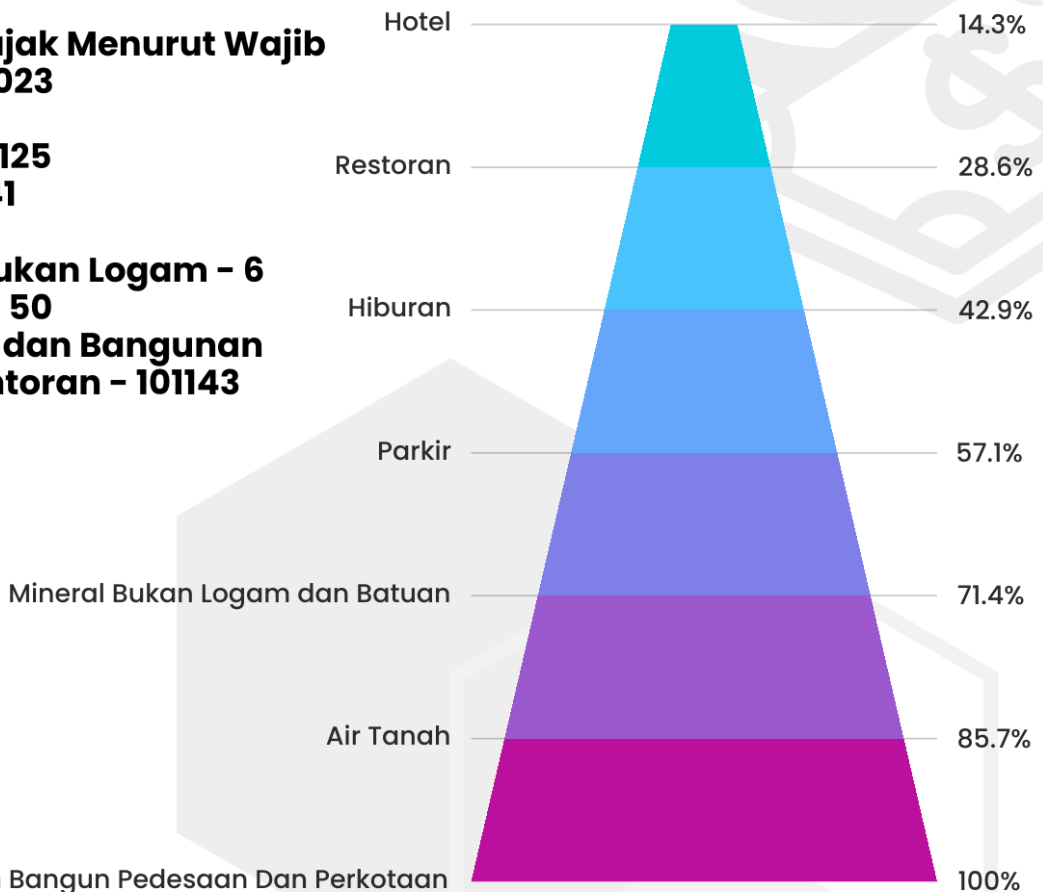 ajak Menurut Wajib
023
125
41
ukan Logam - 6
50
dan Bangunan
ntoran - 101143
Hotel 14.3%
Restoran 28.6%
Hiburan 42.9%
Parkir 57.1%
Mineral Bukan Logam dan Batuan 71.4%
Air Tanah 85.7%
Bangun Pedesaan Dan Perkotaan 100%